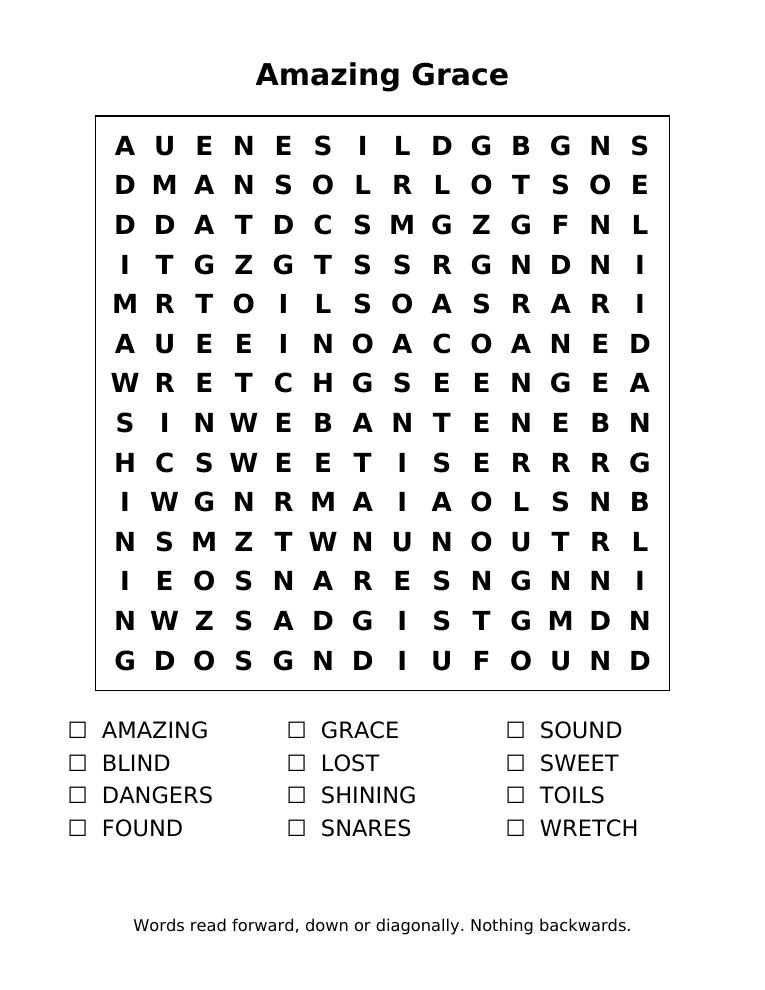 Amazing Grace
A U E N E S I L D G B G N S
D M A N S O L R L O T S O E
D D A T D C S M G Z G F N L
I T G Z G T S S R G N D N I
M R T O I L S O A S R A R I
A U E E I N O A C O A N E D
W R E T C H G S E E N G E A
S I N W E B A N T E N E B N
H C S W E E T I S E R R R G
I W G N R M A I A O L S N B
N S M Z T W N U N O U T R L
I E O S N A R E S N G N N I
N W Z S A D G I S T G M D N
G D O S G N D I U F O U N D
☐ AMAZING ☐ GRACE ☐ SOUND
☐ BLIND ☐ LOST ☐ SWEET
☐ DANGERS ☐ SHINING ☐ TOILS
☐ FOUND ☐ SNARES ☐ WRETCH
Words read forward, down or diagonally. Nothing backwards.